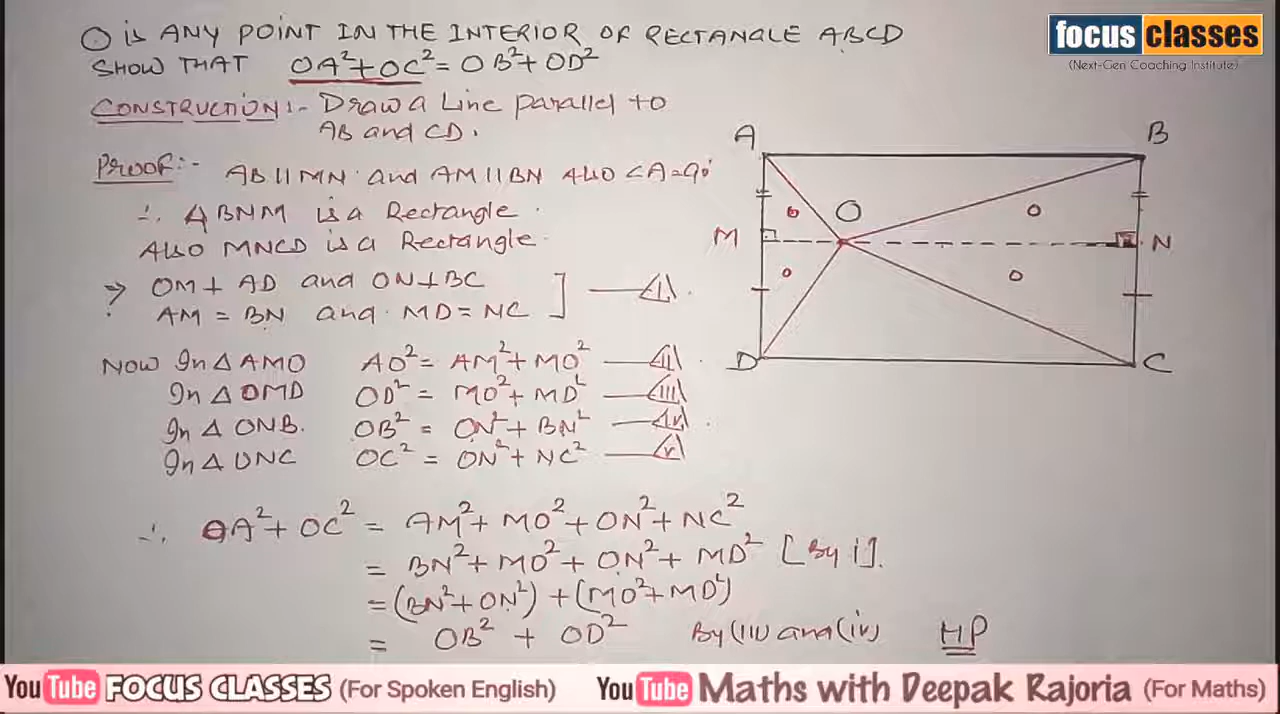 O is ANY POINT IN THE INTERIOR OF RECTANGLE ABCD
SHOW THAT OA²+OC²=OB²+OD²
CONSTRUCTION:- Draw a Line parallel to
AB and CD.
Proof:- AB||MN and AM||BN ALSO <A=90°
∴ ABNM is a Rectangle.
ALSO MNCD is a Rectangle.
⇒ OM⊥AD and ON⊥BC
AM = BN and MD = NC ] — (I)
NOW In △ AMO AO² = AM²+MO² — (II)
In △ OMD OD² = MO²+MD² — (III)
In △ ONB. OB² = ON²+BN² — (IV)
In △ ONC OC² = ON²+NC² — (V)
∴ OA²+OC² = AM²+MO²+ON²+NC²
= BN²+MO²+ON²+MD² [By i].
=(BN²+ON²)+(MO²+MD²)
= OB² + OD² By (III) and (IV) HP
A
B
O
M
N
D
C
focus classes
(Next-Gen Coaching Institute)
YouTube FOCUS CLASSES (For Spoken English) YouTube Maths with Deepak Rajoria (For Maths)